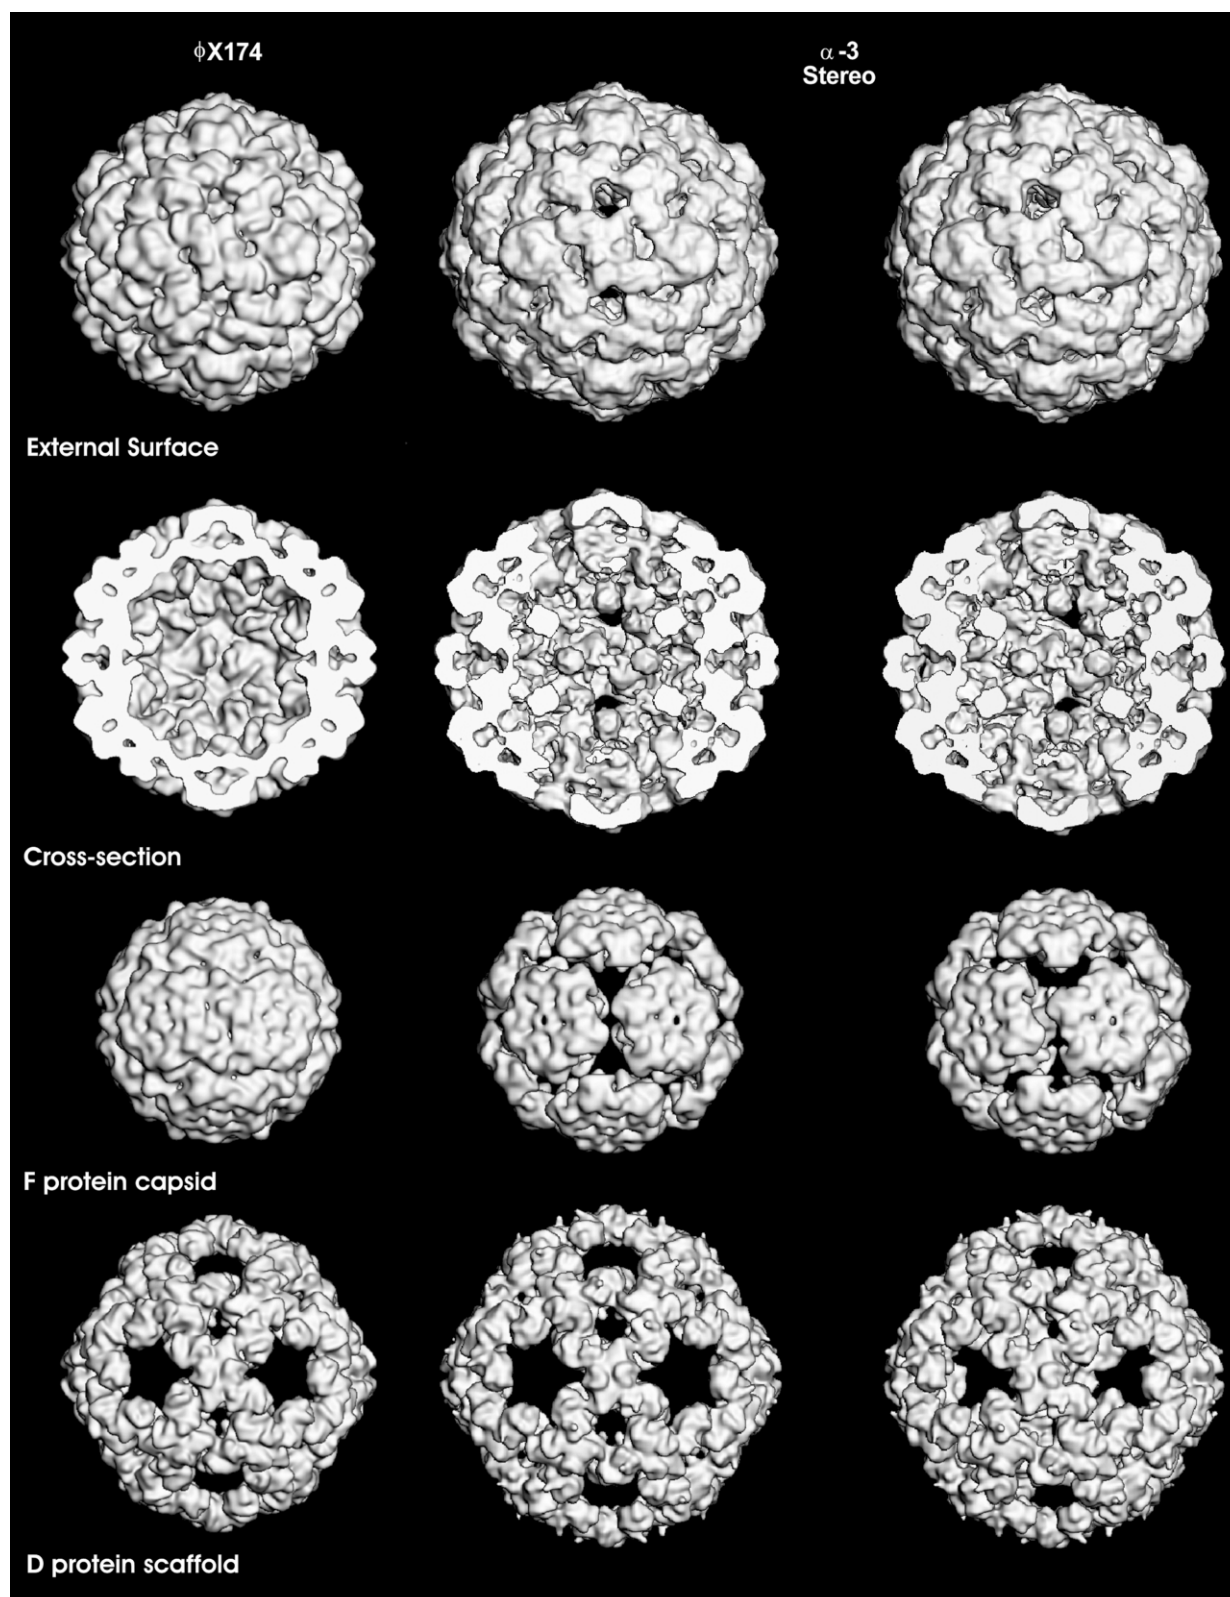 ϕX174
α-3
Stereo
External Surface
Cross-section
F protein capsid
D protein scaffold